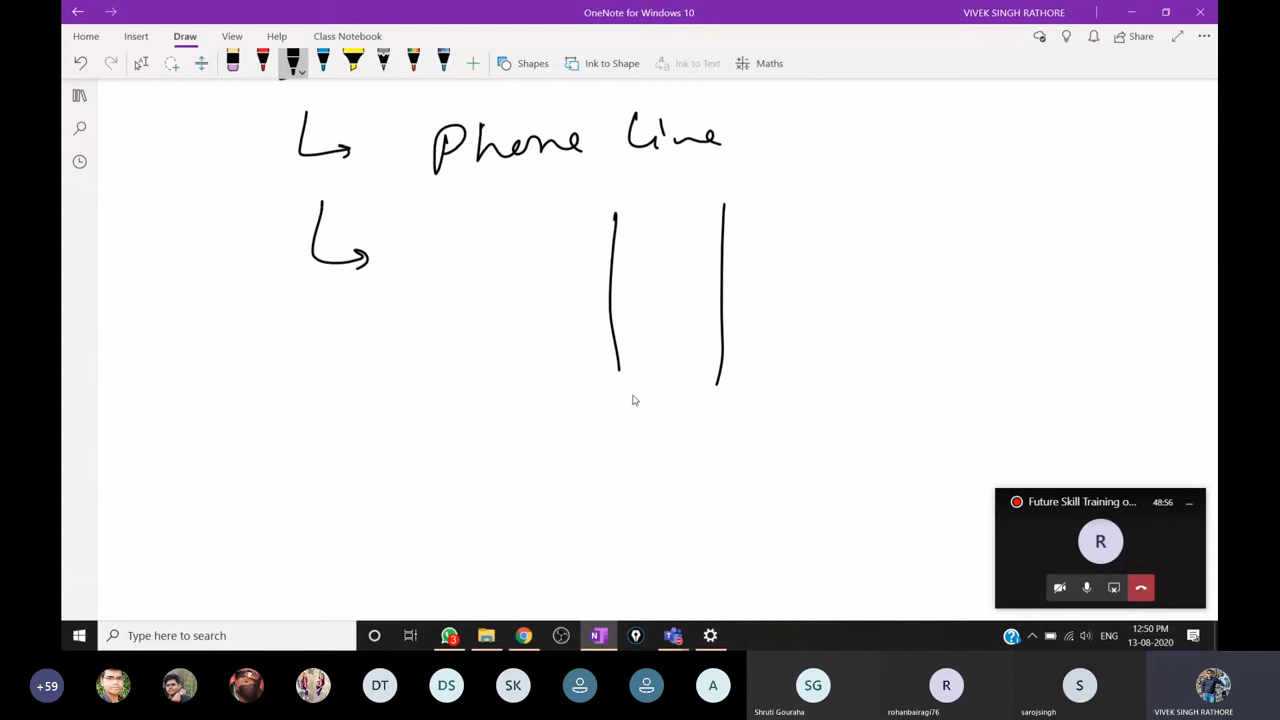 OneNote for Windows 10
VIVEK SINGH RATHORE
Home Insert Draw View Help Class Notebook
Share
Shapes Ink to Shape Ink to Text Maths
Phone Line
Future Skill Training o... 48:56
R
Type here to search
3
ENG
12:50 PM
13-08-2020
+59 DT DS SK A SG R S
Shruti Gouraha rohanbairagi76 sarojsingh VIVEK SINGH RATHORE